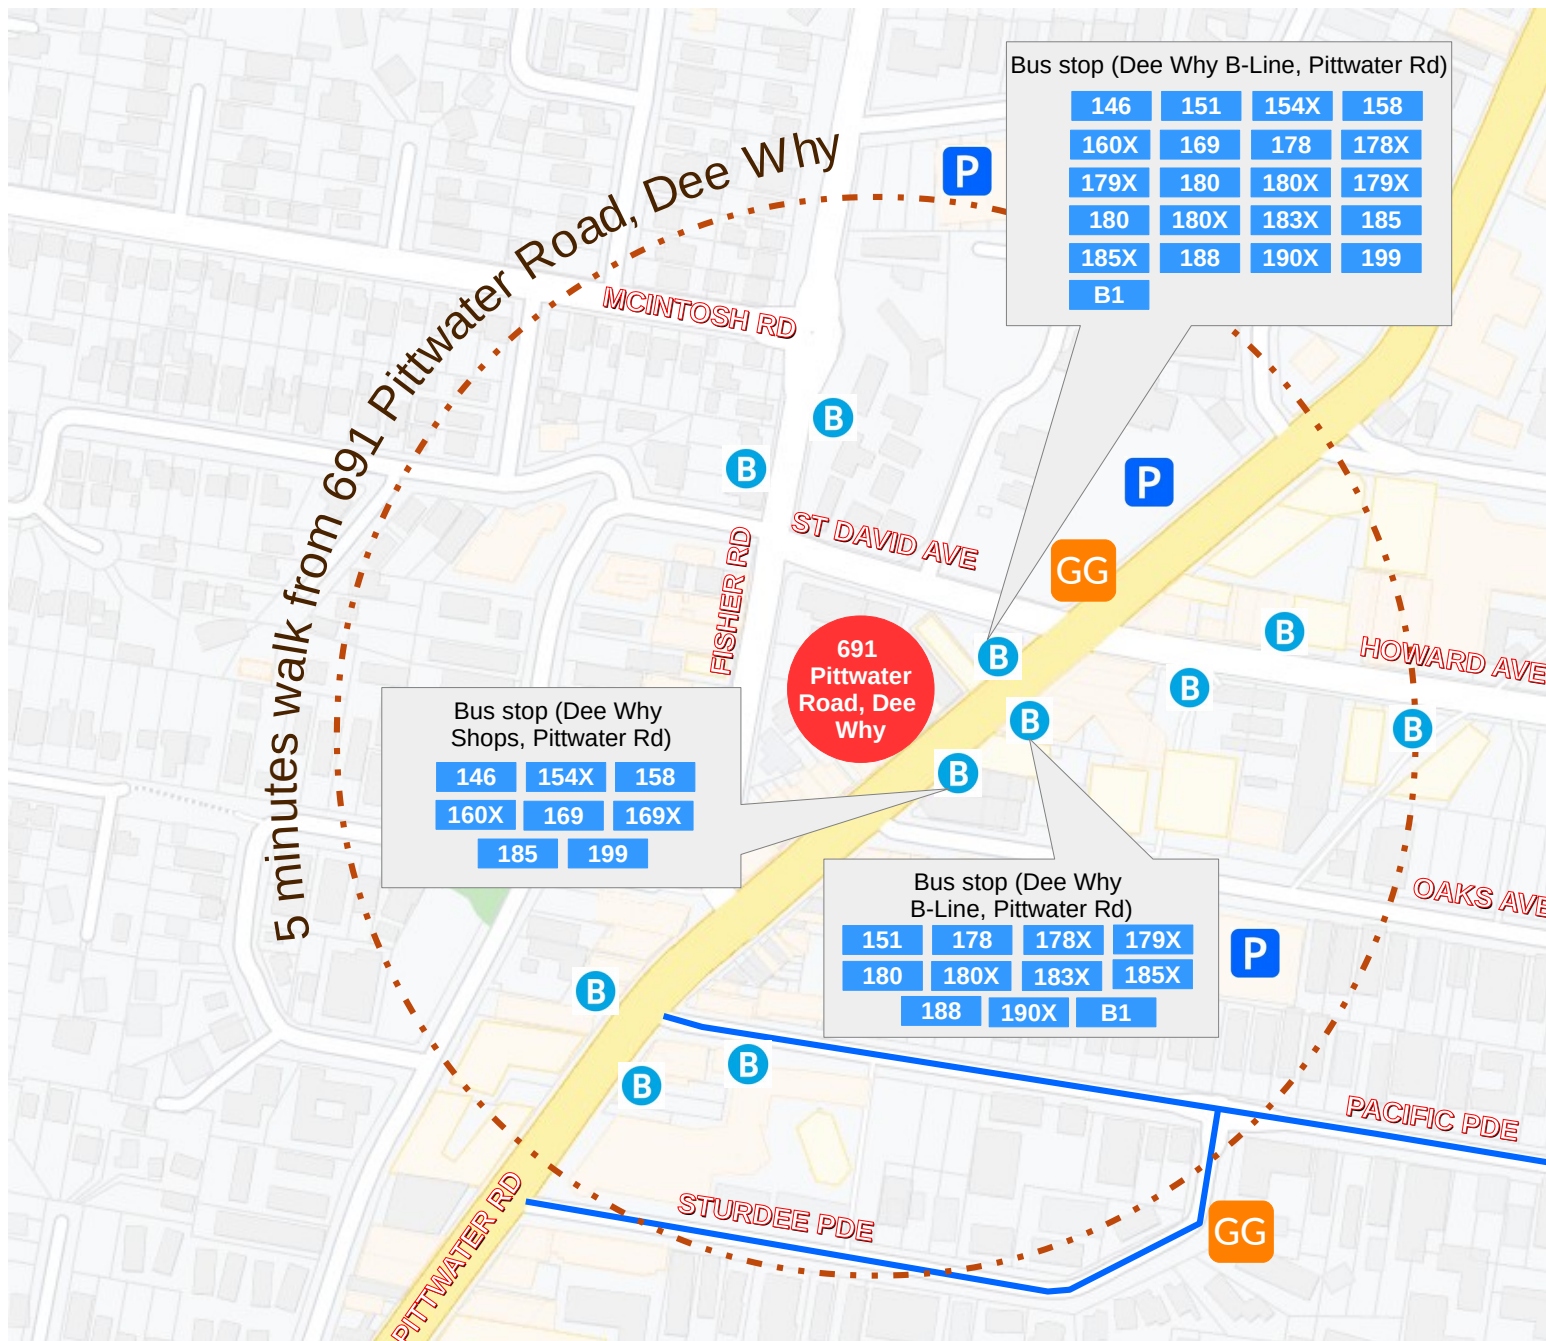 5 minutes walk from 691 Pittwater Road, Dee Why
Bus stop (Dee Why B-Line, Pittwater Rd)
146 151 154X 158
160X 169 178 178X
179X 180 180X 179X
180 180X 183X 185
185X 188 190X 199
B1
P
MCINTOSH RD
B
B
P
ST DAVID AVE
GG
FISHER RD
B
HOWARD AVE
691
Pittwater
Road, Dee
Why
B
B
B
B
B
Bus stop (Dee Why
Shops, Pittwater Rd)
146 154X 158
160X 169 169X
185 199
Bus stop (Dee Why
B-Line, Pittwater Rd)
151 178 178X 179X
180 180X 183X 185X
188 190X B1
OAKS AVE
P
B
B
B
PACIFIC PDE
STURDEE PDE
GG
PITTWATER RD